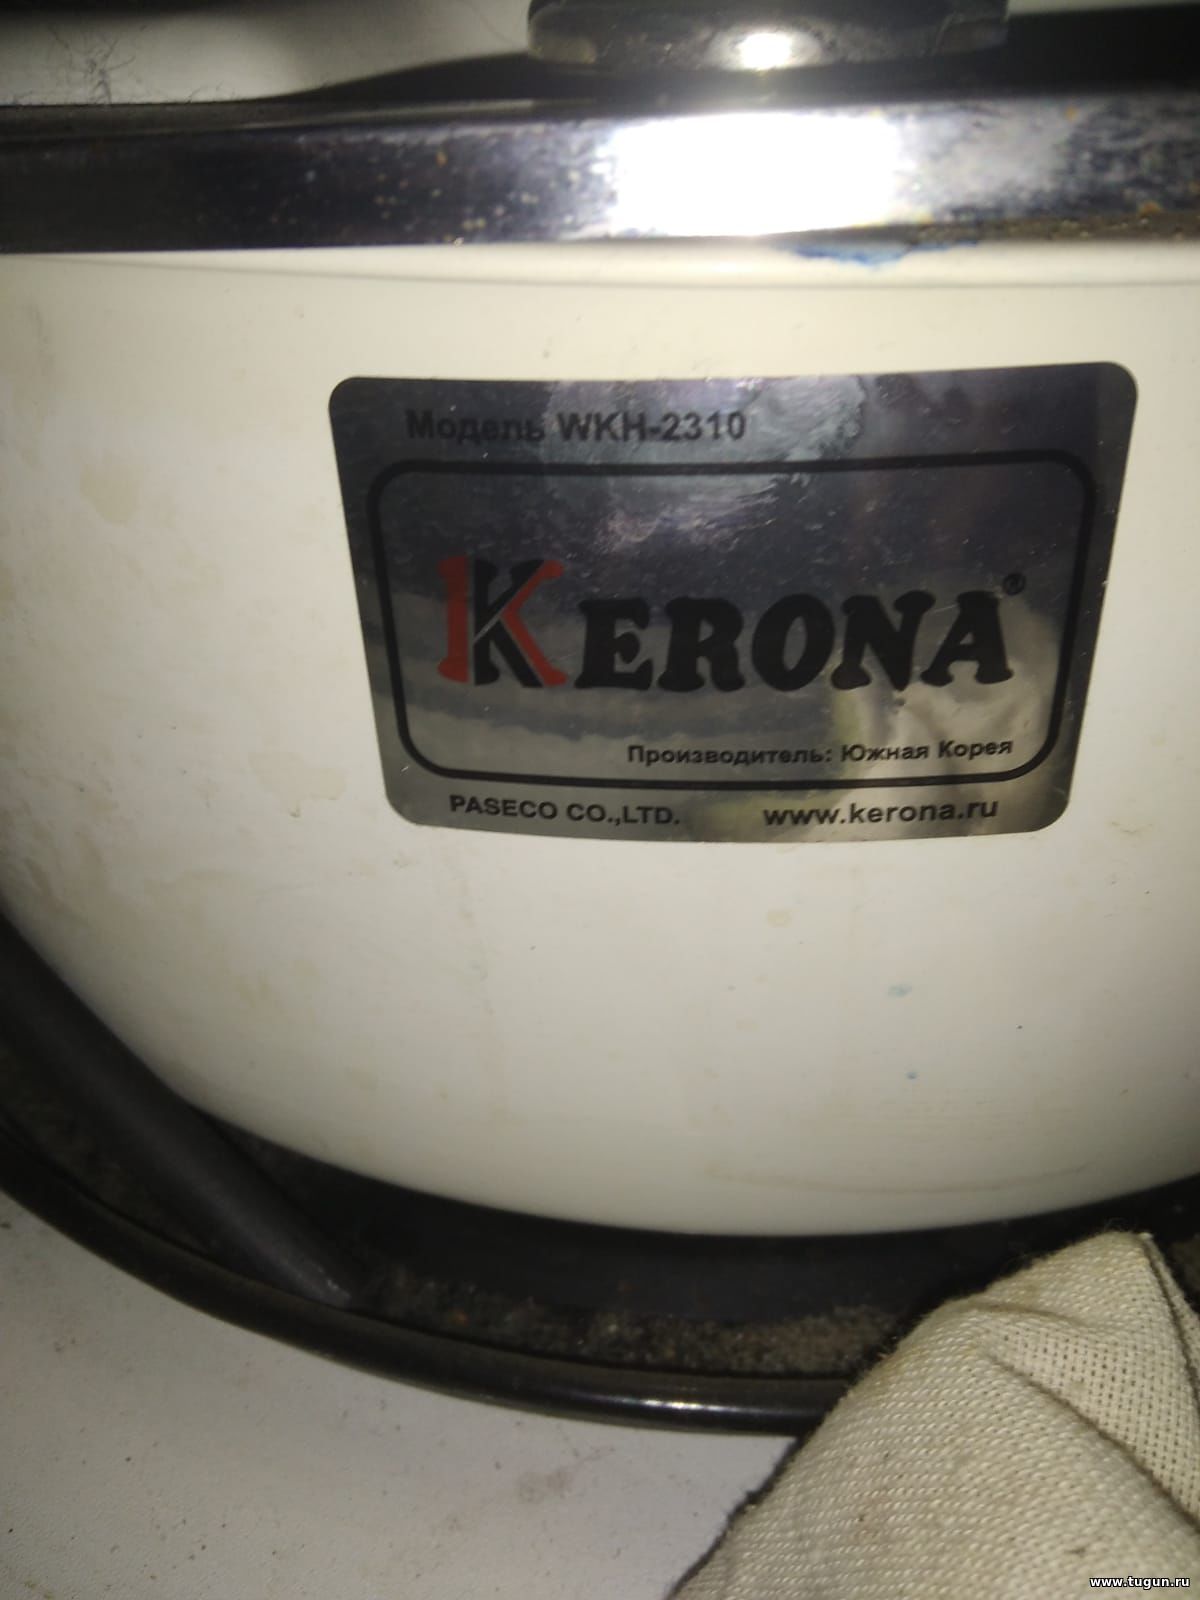 Модель WKH-2310
KERONA®
Производитель: Южная Корея
PASECO CO.,LTD. www.kerona.ru
www.tugun.ru